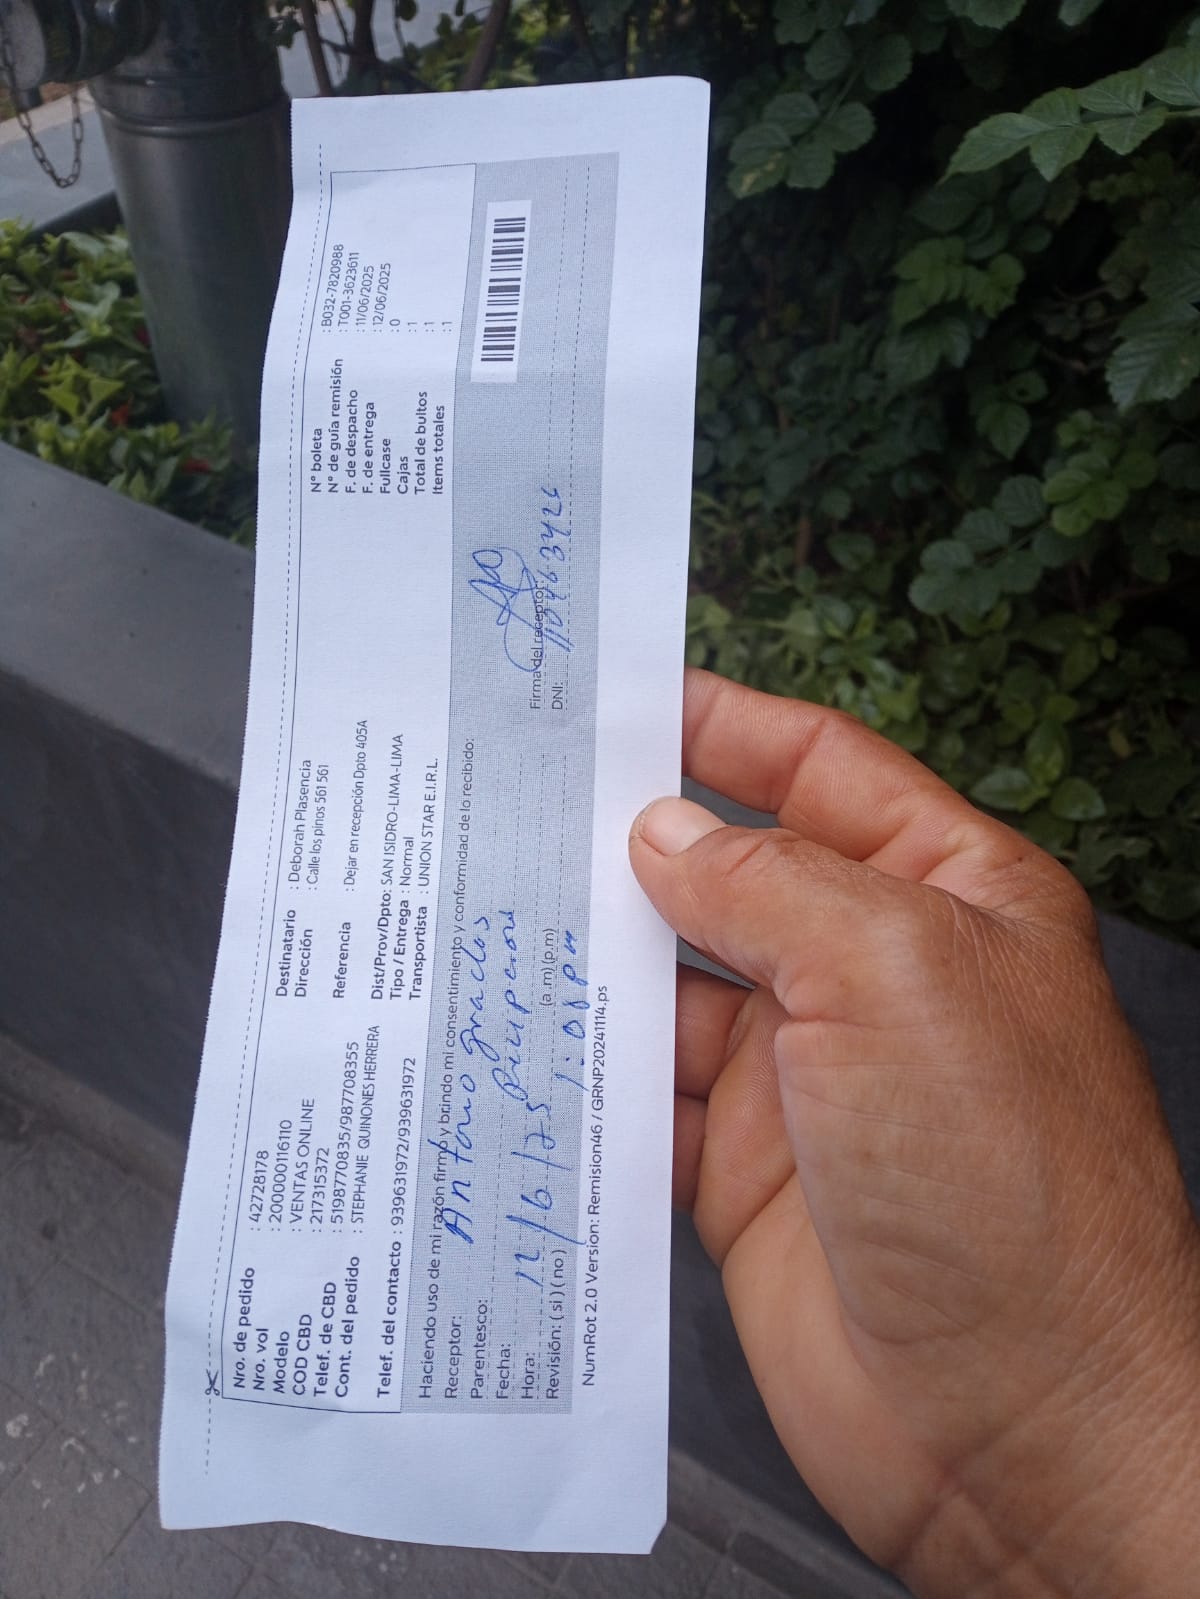 Nro. de pedido : 42728178
Nro. vol : 200000116110
Modelo : VENTAS ONLINE
COD CBD : 217315372
Telef. de CBD : 51987770835/987708355
Cont. del pedido : STEPHANIE QUINONES HERRERA
Telef. del contacto : 939631972/939631972
Destinatario : Deborah Plasencia
Dirección : Calle los pinos 561 561
Referencia : Dejar en recepción Dpto 405A
Dist/Prov/Dpto: SAN ISIDRO-LIMA-LIMA
Tipo / Entrega : Normal
Transportista : UNION STAR E.I.R.L.
N° boleta : B032-7820988
N° de guía remisión : T001-3623611
F. de despacho : 11/06/2025
F. de entrega : 12/06/2025
Fullcase : 0
Cajas : 1
Total de bultos : 1
Items totales : 1
Haciendo uso de mi razón firmo y brindo mi consentimiento y conformidad de lo recibido:
Receptor: Antonio grados
Parentesco:
Fecha: 12/6/25
Hora: (a .m) (p.m) 1:08 pm
Revisión: ( si ) ( no )
Firma del receptor:
DNI:
NumRot 2.0 Version: Remision46 / GRNP20241114.ps